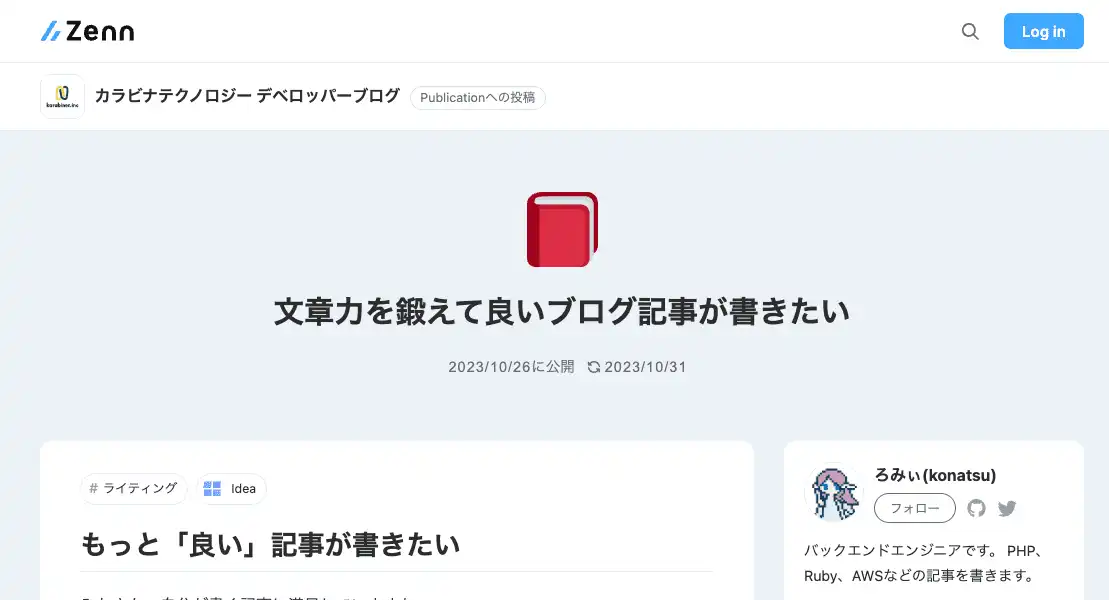 Zenn
Log in
karabiner.inc
カラビナテクノロジー デベロッパーブログ
Publicationへの投稿
文章力を鍛えて良いブログ記事が書きたい
2023/10/26に公開 2023/10/31
# ライティング
Idea
もっと「良い」記事が書きたい
ろみぃ(konatsu)
フォロー
バックエンドエンジニアです。 PHP、
Ruby、AWSなどの記事を書きます。